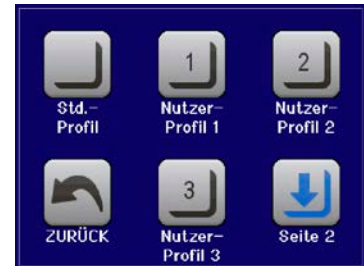 1
2
Std.–
Profil
Nutzer–
Profil 1
Nutzer–
Profil 2
3
ZURÜCK
Nutzer–
Profil 3
Seite 2